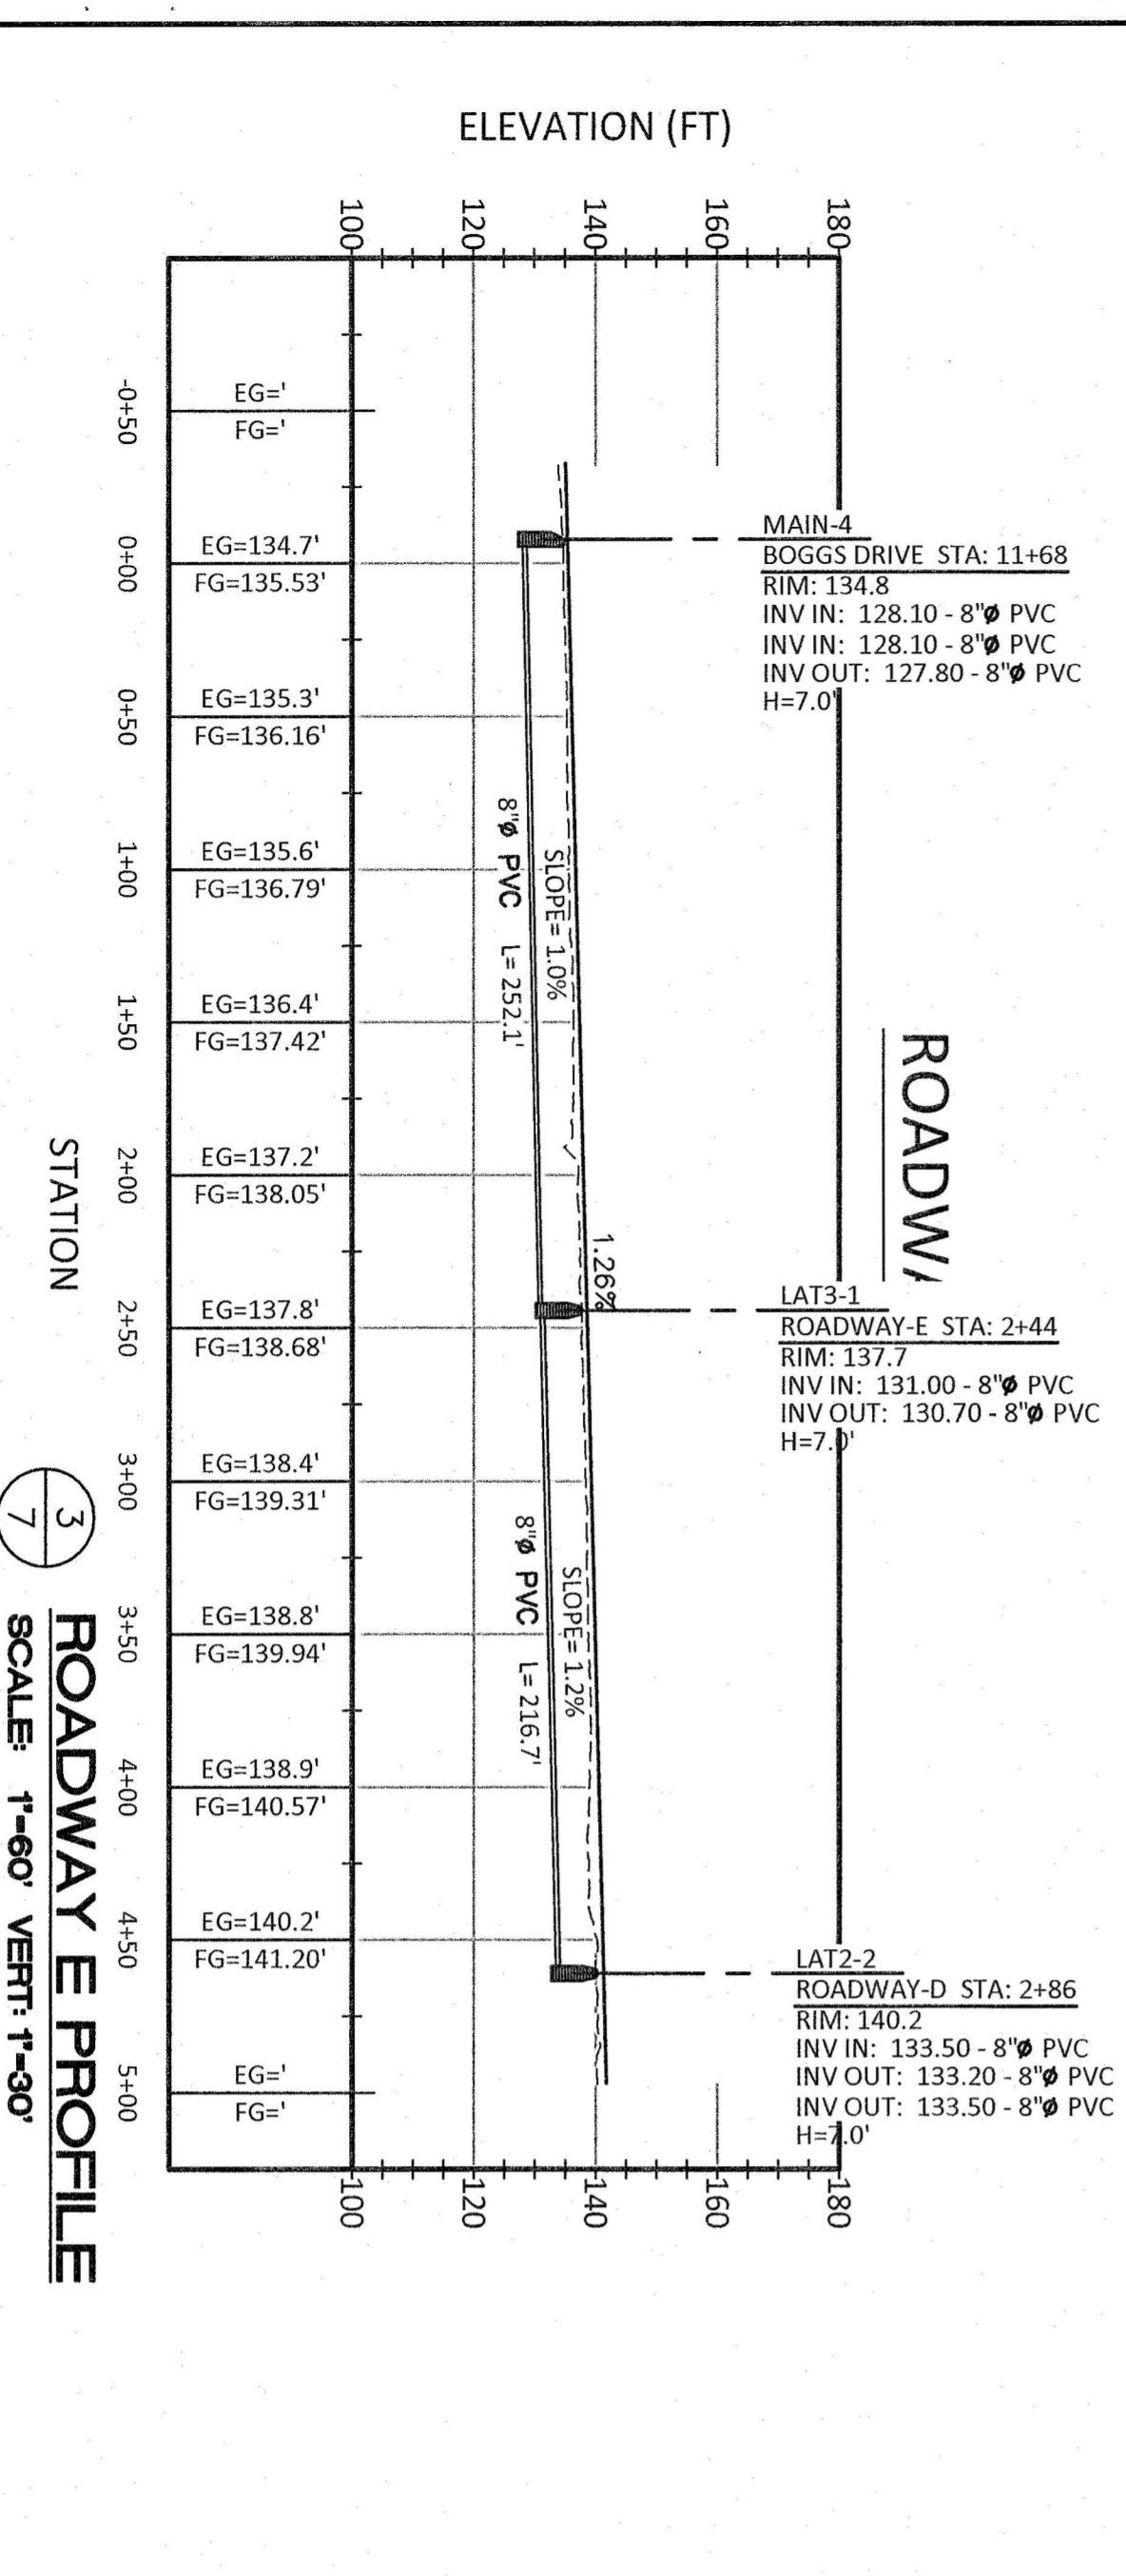 ELEVATION (FT)
180
160
140
120
100
MAIN-4
BOGGS DRIVE STA: 11+68
RIM: 134.8
INV IN: 128.10 - 8"Ø PVC
INV IN: 128.10 - 8"Ø PVC
INV OUT: 127.80 - 8"Ø PVC
H=7.0'
ROADWA
LAT3-1
ROADWAY-E STA: 2+44
RIM: 137.7
INV IN: 131.00 - 8"Ø PVC
INV OUT: 130.70 - 8"Ø PVC
H=7.0'
LAT2-2
ROADWAY-D STA: 2+86
RIM: 140.2
INV IN: 133.50 - 8"Ø PVC
INV OUT: 133.20 - 8"Ø PVC
INV OUT: 133.50 - 8"Ø PVC
H=7.0'
1.26%
SLOPE= 1.0%
8"Ø PVC L= 252.1'
SLOPE= 1.2%
8"Ø PVC L= 216.7'
180
160
140
120
100
EG='
FG='
EG=134.7'
FG=135.53'
EG=135.3'
FG=136.16'
EG=135.6'
FG=136.79'
EG=136.4'
FG=137.42'
EG=137.2'
FG=138.05'
EG=137.8'
FG=138.68'
EG=138.4'
FG=139.31'
EG=138.8'
FG=139.94'
EG=138.9'
FG=140.57'
EG=140.2'
FG=141.20'
EG='
FG='
-0+50
0+00
0+50
1+00
1+50
2+00
2+50
3+00
3+50
4+00
4+50
5+00
STATION
3
7
ROADWAY E PROFILE
SCALE: 1"=60' VERT: 1"=30'